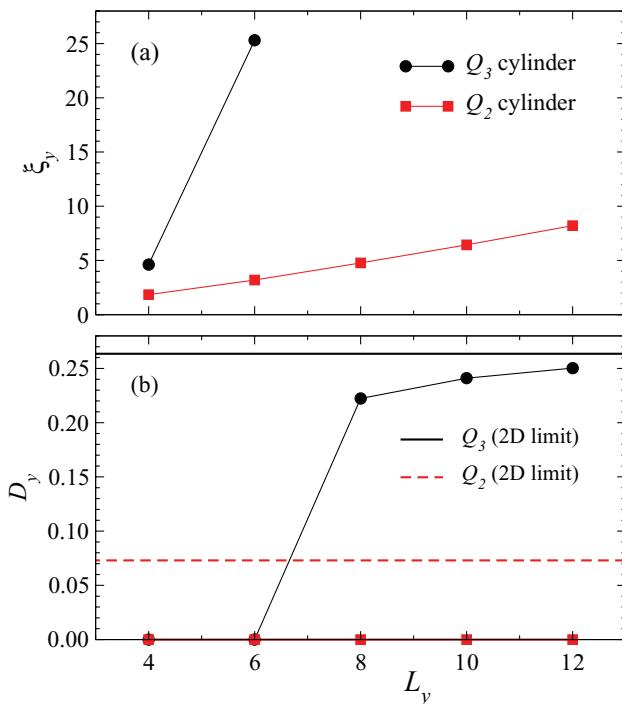 25
20
15
10
5
0
ξy
(a)
Q3 cylinder
Q2 cylinder
0.25
0.20
0.15
0.10
0.05
0.00
Dy
(b)
Q3 (2D limit)
Q2 (2D limit)
4 6 8 10 12
Ly